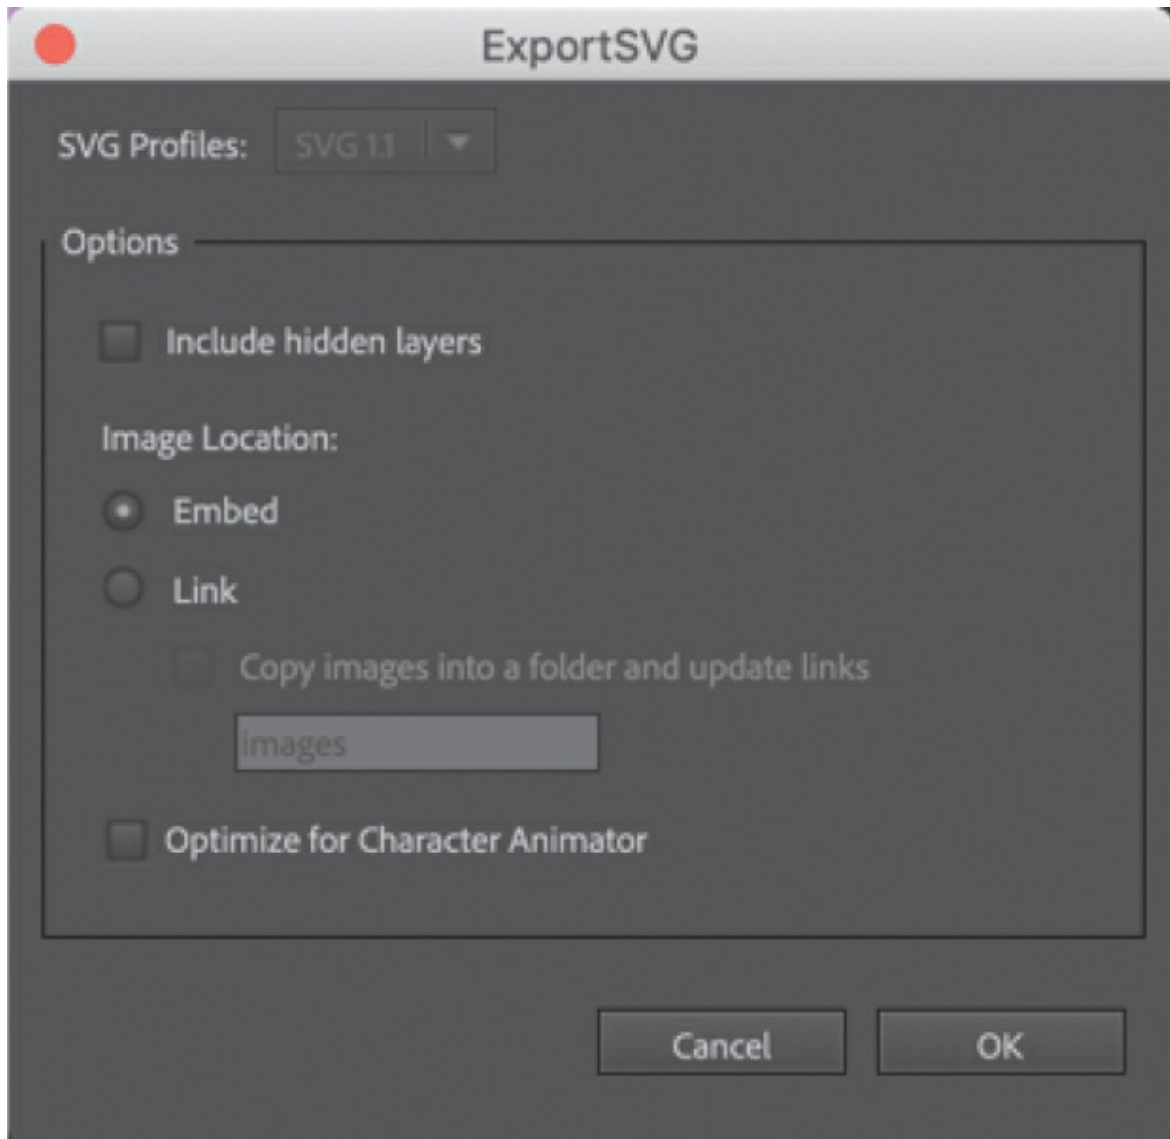 ExportSVG
SVG Profiles: SVG 1.1
Options
Include hidden layers
Image Location:
Embed
Link
Copy images into a folder and update links
images
Optimize for Character Animator
Cancel OK